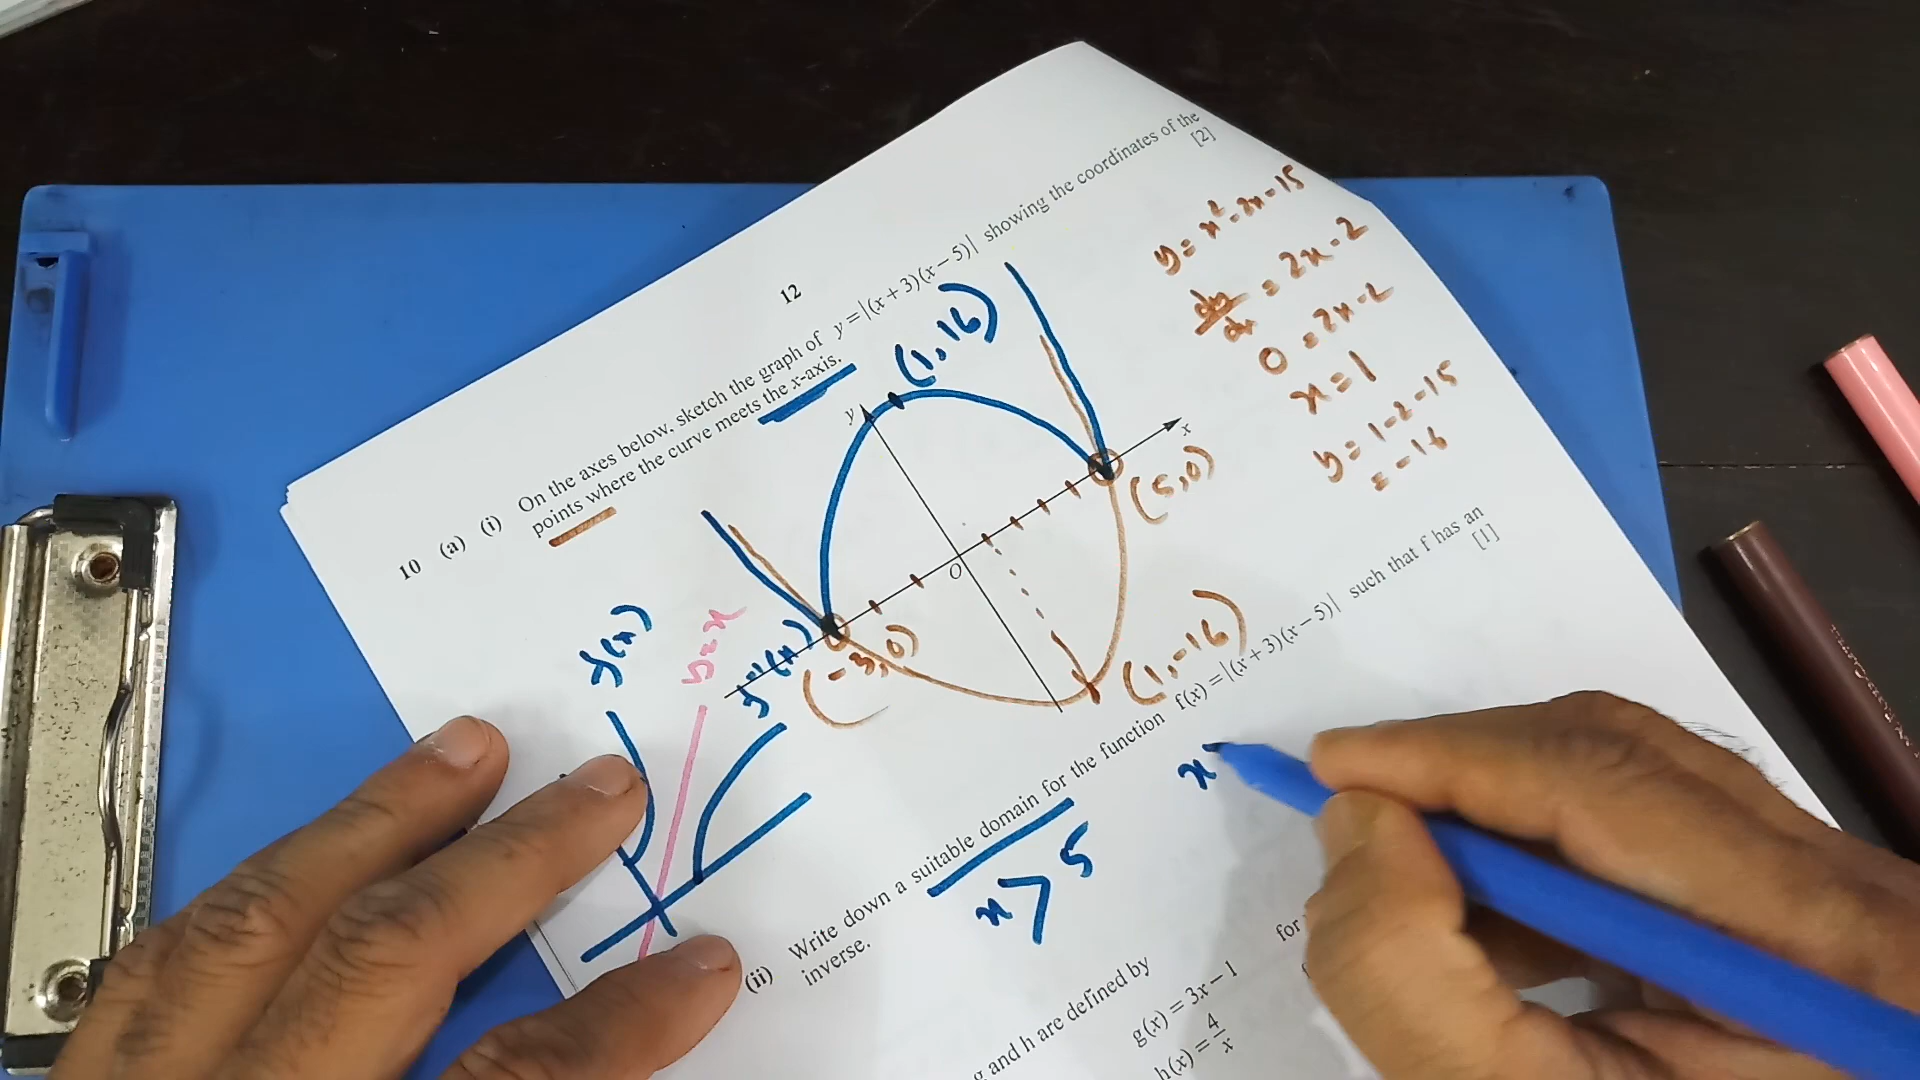 12
10 (a) (i) On the axes below, sketch the graph of y = |(x + 3)(x − 5)| showing the coordinates of the
points where the curve meets the x-axis. [2]
y = x² - 2x - 15
dy/dx = 2x - 2
0 = 2x - 2
x = 1
y = 1 - 2 - 15
= - 16
(1, 16)
y
x
O
(5, 0)
(-3, 0)
(1, -16)
f(x)
y = x
f⁻¹(x)
(ii) Write down a suitable domain for the function f(x) = |(x + 3)(x − 5)| such that f has an
inverse. [1]
x > 5
x
g and h are defined by
g(x) = 3x − 1 for
h(x) = 4/x